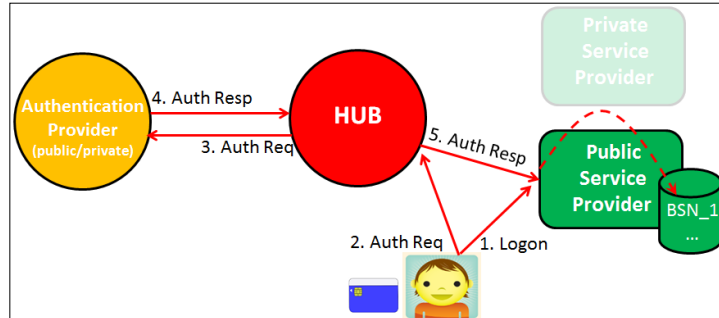 Private
Service
Provider
4. Auth Resp
Authentication
Provider
(public/private)
HUB
3. Auth Req
5. Auth Resp
Public
Service
Provider
BSN_1
...
2. Auth Req
1. Logon